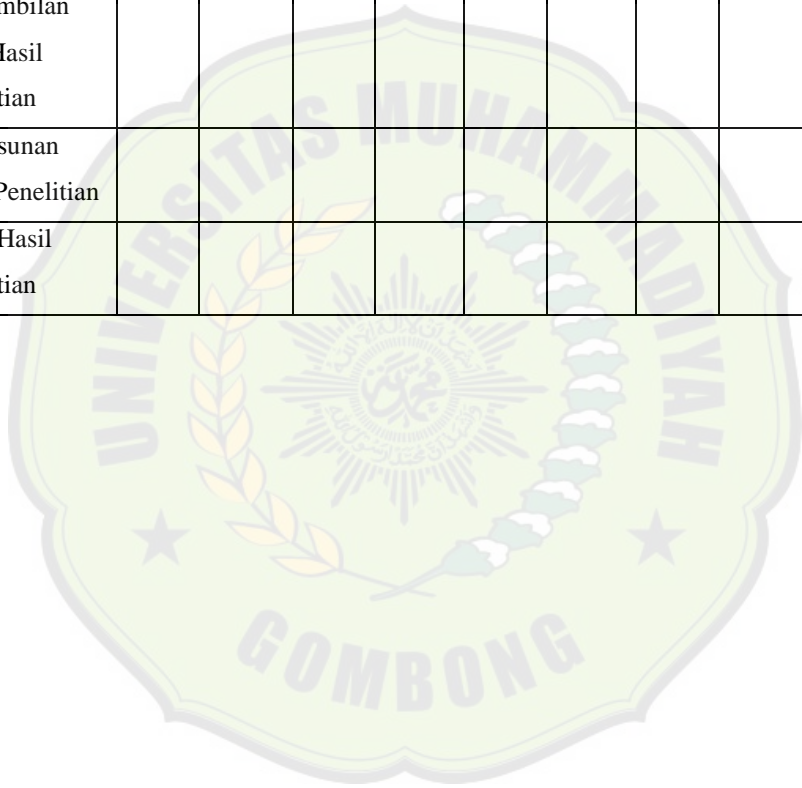 mbilan
Hasil
tian
sunan
Penelitian
Hasil
tian
UNIVERSITAS MUHAMMADIYAH
GOMBONG